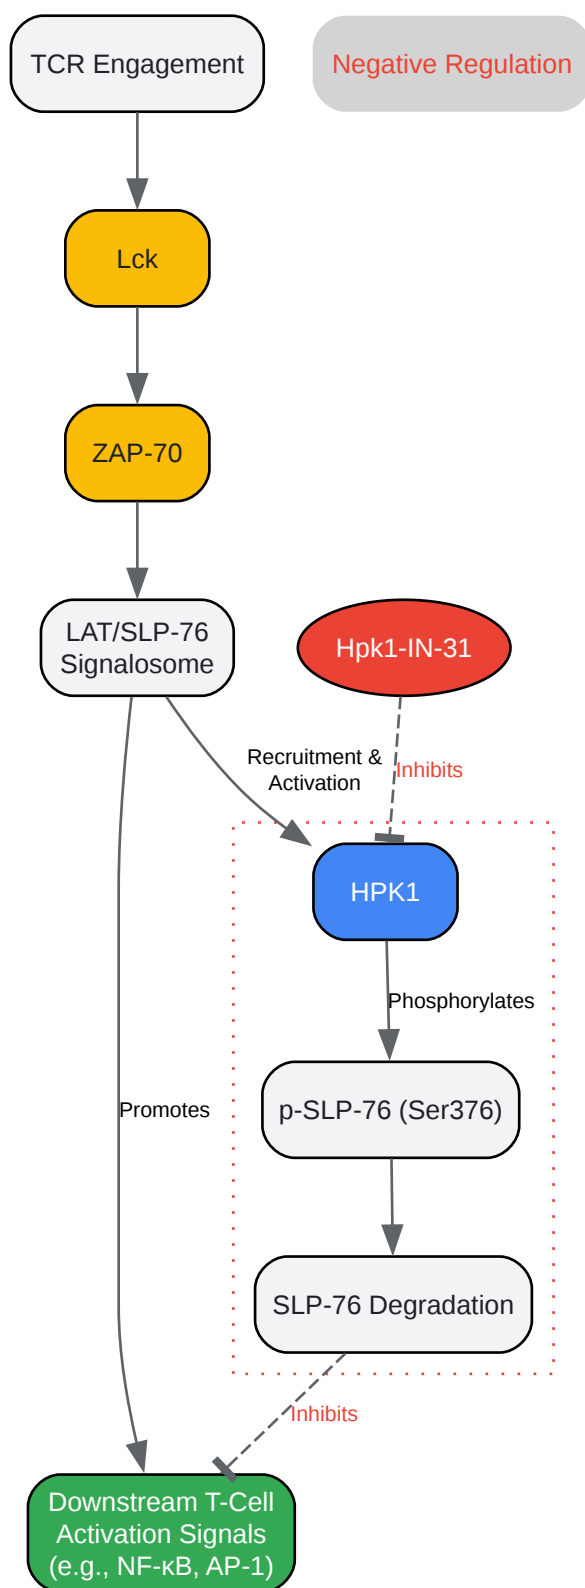 TCR Engagement
Negative Regulation
Lck
ZAP-70
LAT/SLP-76
Signalosome
Hpk1-IN-31
Recruitment &
Activation
Inhibits
HPK1
Phosphorylates
p-SLP-76 (Ser376)
Promotes
SLP-76 Degradation
Inhibits
Downstream T-Cell
Activation Signals
(e.g., NF-κB, AP-1)